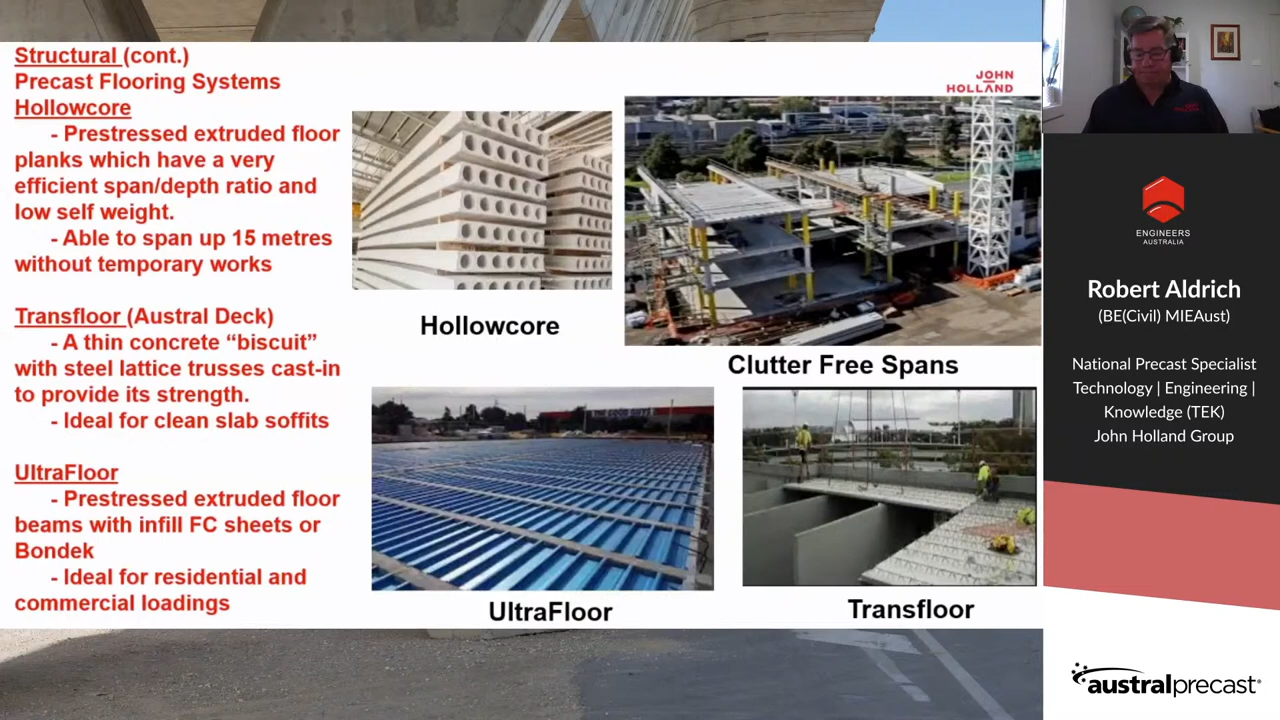 Structural (cont.)
Precast Flooring Systems
Hollowcore
- Prestressed extruded floor
planks which have a very
efficient span/depth ratio and
low self weight.
- Able to span up 15 metres
without temporary works
Transfloor (Austral Deck)
- A thin concrete “biscuit”
with steel lattice trusses cast-in
to provide its strength.
- Ideal for clean slab soffits
UltraFloor
- Prestressed extruded floor
beams with infill FC sheets or
Bondek
- Ideal for residential and
commercial loadings
JOHN
HOLLAND
Hollowcore
Clutter Free Spans
UltraFloor
Transfloor
ENGINEERS
AUSTRALIA
Robert Aldrich
(BE(Civil) MIEAust)
National Precast Specialist
Technology | Engineering |
Knowledge (TEK)
John Holland Group
australprecast®